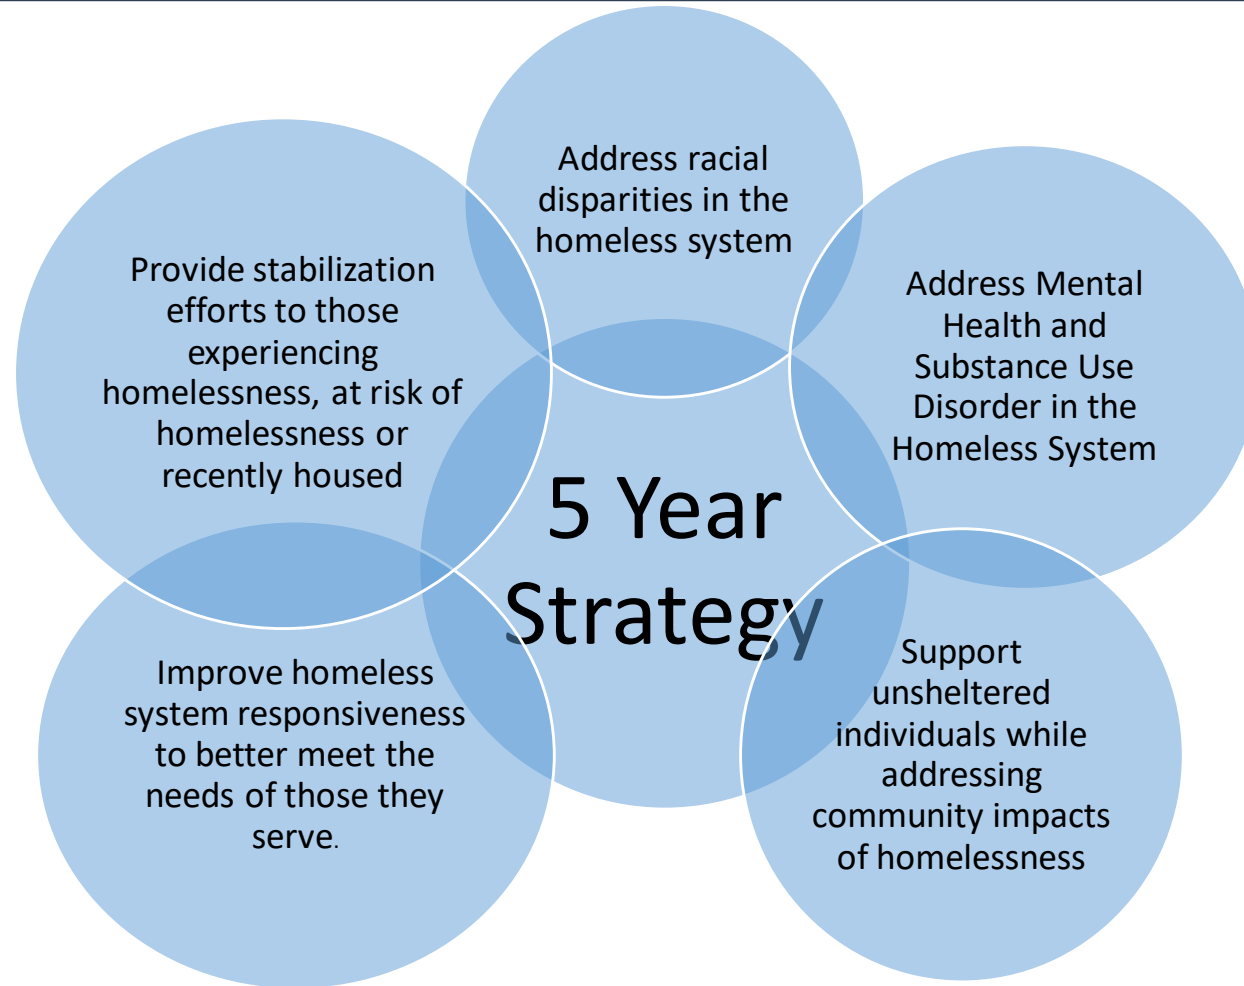 Address racial
disparities in the
homeless system
Address Mental
Health and
Substance Use
Disorder in the
Homeless System
Support
unsheltered
individuals while
addressing
community impacts
of homelessness
Improve homeless
system responsiveness
to better meet the
needs of those they
serve.
Provide stabilization
efforts to those
experiencing
homelessness, at risk of
homelessness or
recently housed
5 Year
Strategy